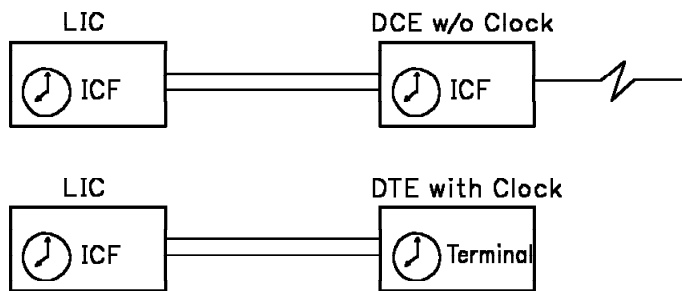 LIC
DCE w/o Clock
ICF
ICF
LIC
DTE with Clock
ICF
Terminal